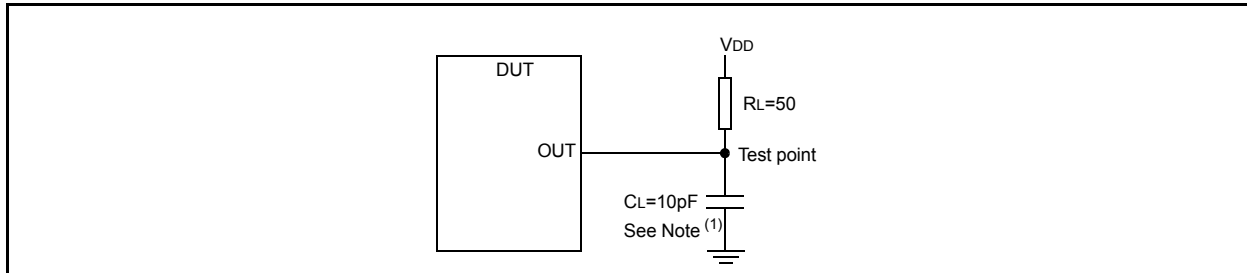 VDD
DUT
RL=50
OUT
Test point
CL=10pF
See Note (1)